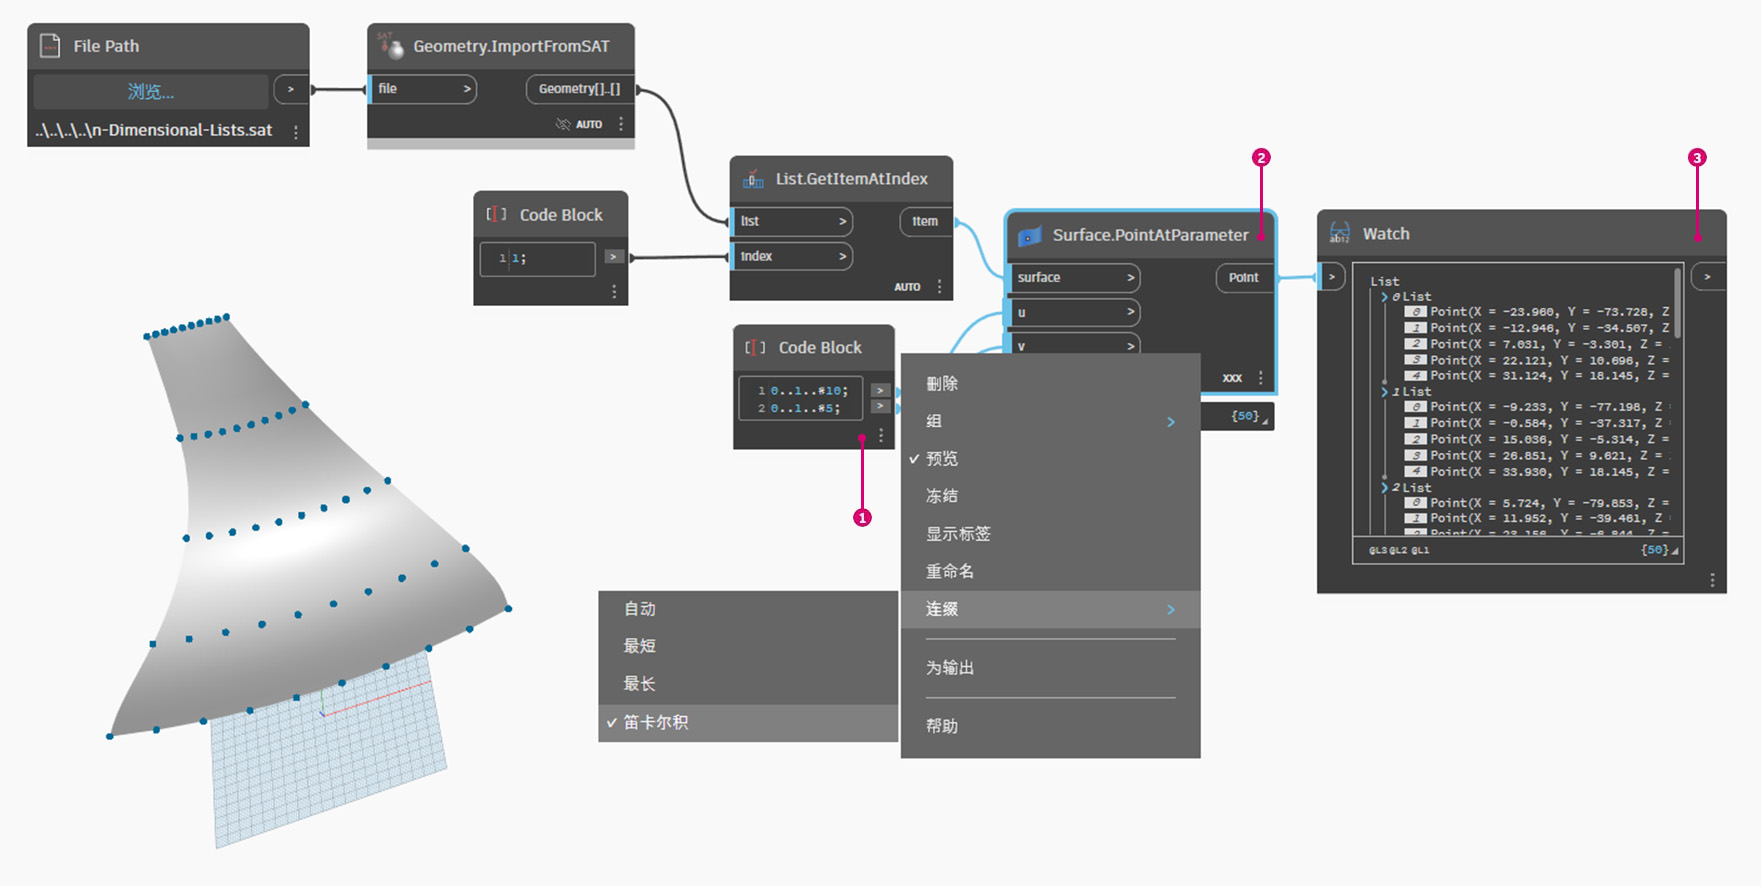 File Path
浏览...
>
..\..\..\..\n-Dimensional-Lists.sat
SAT
Geometry.ImportFromSAT
file >
Geometry[]..[]
AUTO
Code Block
1 1;
>
List.GetItemAtIndex
list >
item
index >
AUTO
Code Block
1 0..1..#10;
2 0..1..#5;
>
>
1
2
Surface.PointAtParameter
surface >
Point
u >
v >
XXX
{50}
3
ab12
Watch
>
>
List
0 List
0 Point(X = -23.960, Y = -73.728, Z
1 Point(X = -12.946, Y = -34.507, Z
2 Point(X = 7.031, Y = -3.301, Z =
3 Point(X = 22.121, Y = 10.696, Z =
4 Point(X = 31.124, Y = 18.145, Z =
1 List
0 Point(X = -9.233, Y = -77.198, Z =
1 Point(X = -0.584, Y = -37.317, Z =
2 Point(X = 15.036, Y = -5.314, Z =
3 Point(X = 26.851, Y = 9.621, Z =
4 Point(X = 33.930, Y = 18.145, Z =
2 List
0 Point(X = 5.724, Y = -79.853, Z =
1 Point(X = 11.952, Y = -39.461, Z
@L3 @L2 @L1
{50}
删除
组
预览
冻结
显示标签
重命名
连缀
为输出
帮助
自动
最短
最长
笛卡尔积